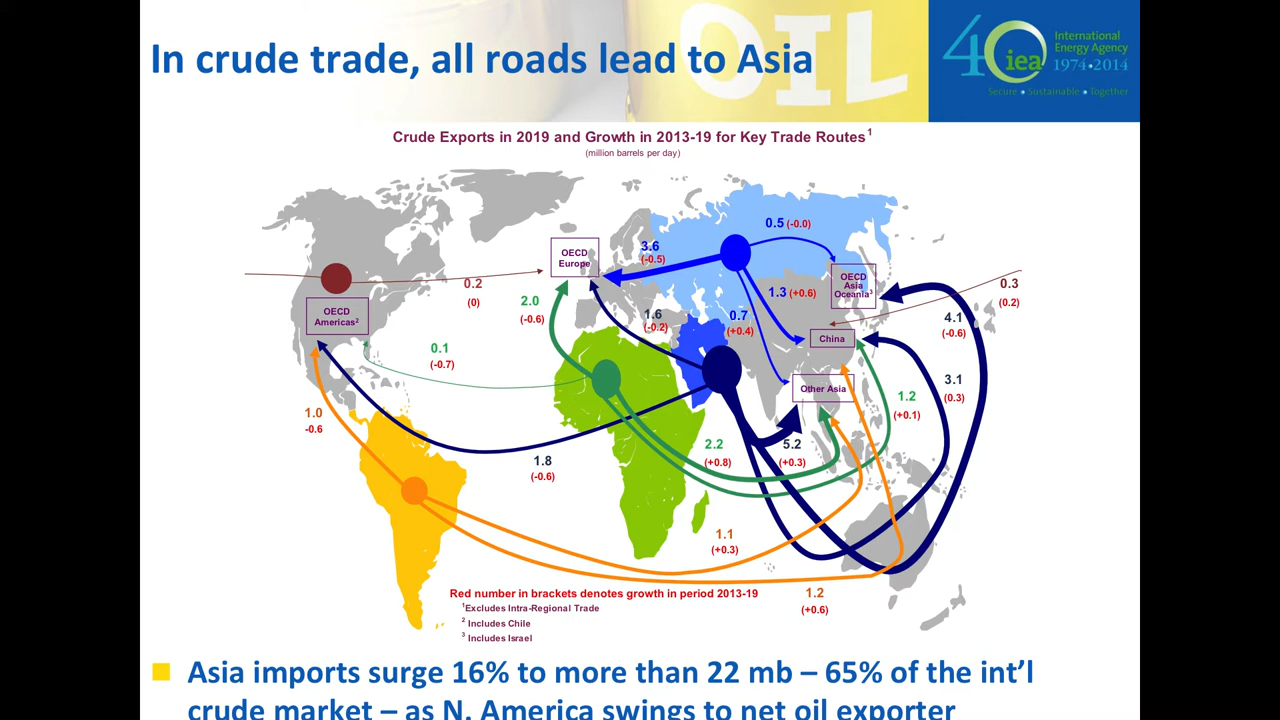 In crude trade, all roads lead to Asia
OIL
40 iea
International
Energy Agency
1974•2014
Secure • Sustainable • Together
Crude Exports in 2019 and Growth in 2013-19 for Key Trade Routes1
(million barrels per day)
0.5 (-0.0)
OECD
Europe
3.6
(-0.5)
OECD
Asia
Oceania3
0.2
(0)
0.3
(0.2)
1.3 (+0.6)
2.0
(-0.6)
OECD
Americas2
1.6
(-0.2)
0.7
(+0.4)
4.1
(-0.6)
China
0.1
(-0.7)
3.1
(0.3)
Other Asia
1.2
(+0.1)
1.0
-0.6
2.2
(+0.8)
5.2
(+0.3)
1.8
(-0.6)
1.1
(+0.3)
1.2
(+0.6)
Red number in brackets denotes growth in period 2013-19
1Excludes Intra-Regional Trade
2 Includes Chile
3 Includes Israel
Asia imports surge 16% to more than 22 mb – 65% of the int’l
crude market – as N. America swings to net oil exporter